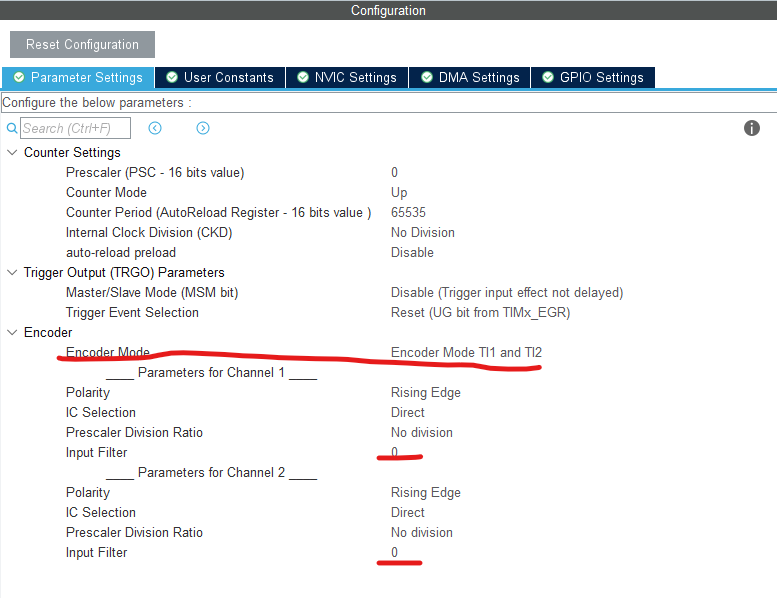 Configuration
Reset Configuration
Parameter Settings User Constants NVIC Settings DMA Settings GPIO Settings
Configure the below parameters :
Search (Ctrl+F)
Counter Settings
Prescaler (PSC - 16 bits value) 0
Counter Mode Up
Counter Period (AutoReload Register - 16 bits value ) 65535
Internal Clock Division (CKD) No Division
auto-reload preload Disable
Trigger Output (TRGO) Parameters
Master/Slave Mode (MSM bit) Disable (Trigger input effect not delayed)
Trigger Event Selection Reset (UG bit from TIMx_EGR)
Encoder
Encoder Mode Encoder Mode TI1 and TI2
____ Parameters for Channel 1 ____
Polarity Rising Edge
IC Selection Direct
Prescaler Division Ratio No division
Input Filter 0
____ Parameters for Channel 2 ____
Polarity Rising Edge
IC Selection Direct
Prescaler Division Ratio No division
Input Filter 0